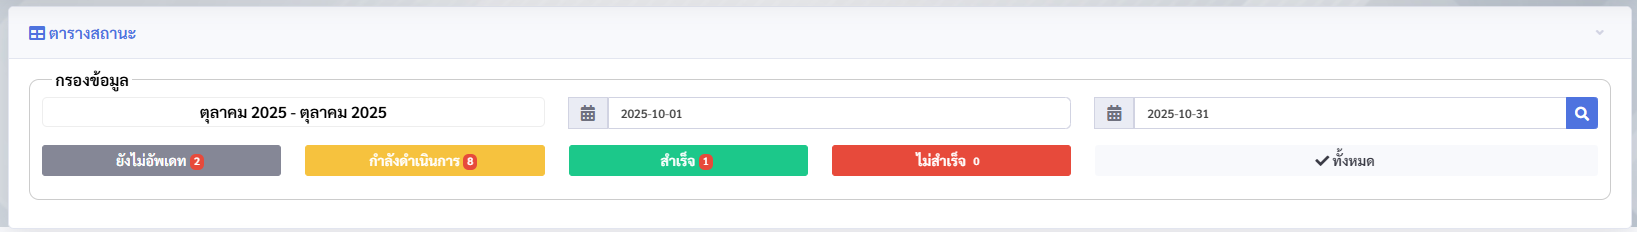 ตารางสถานะ
กรองข้อมูล
ตุลาคม 2025 - ตุลาคม 2025
2025-10-01
2025-10-31
ยังไม่อัพเดท 2
กำลังดำเนินการ 8
สำเร็จ 1
ไม่สำเร็จ 0
ทั้งหมด